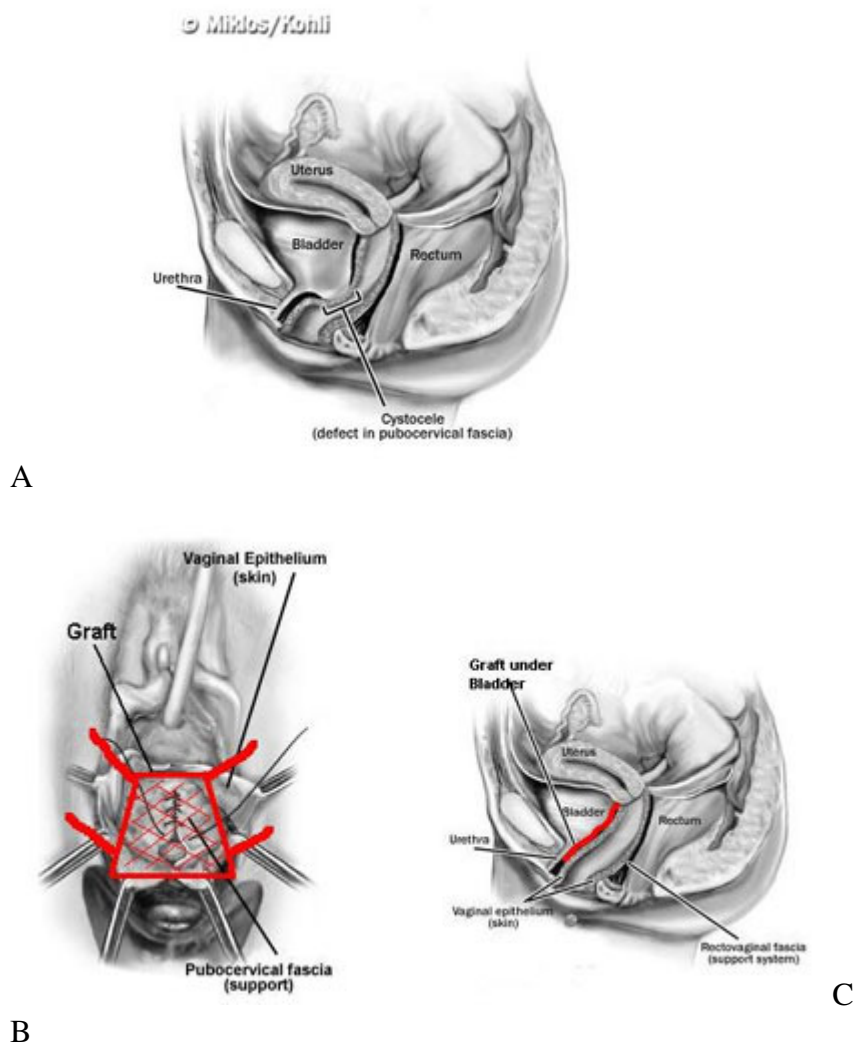 © Miklos/Kohli
Uterus
Bladder
Rectum
Urethra
Cystocele
(defect in pubocervical fascia)
A
Vaginal Epithelium
(skin)
Graft
Pubocervical fascia
(support)
B
Graft under
Bladder
Uterus
Bladder
Rectum
Urethra
Vaginal epithelium
(skin)
Rectovaginal fascia
(support system)
C